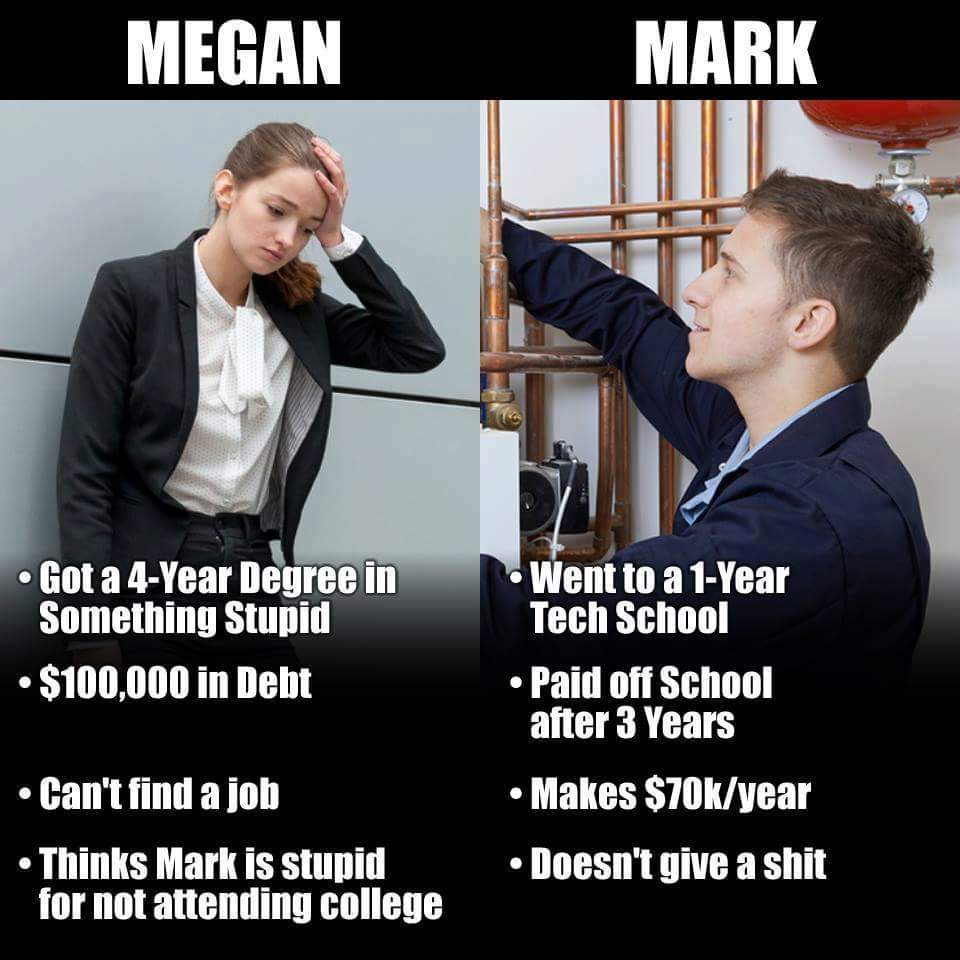 MEGAN
MARK
• Got a 4-Year Degree in
Something Stupid
• $100,000 in Debt
• Can't find a job
• Thinks Mark is stupid
for not attending college
• Went to a 1-Year
Tech School
• Paid off School
after 3 Years
• Makes $70k/year
• Doesn't give a shit